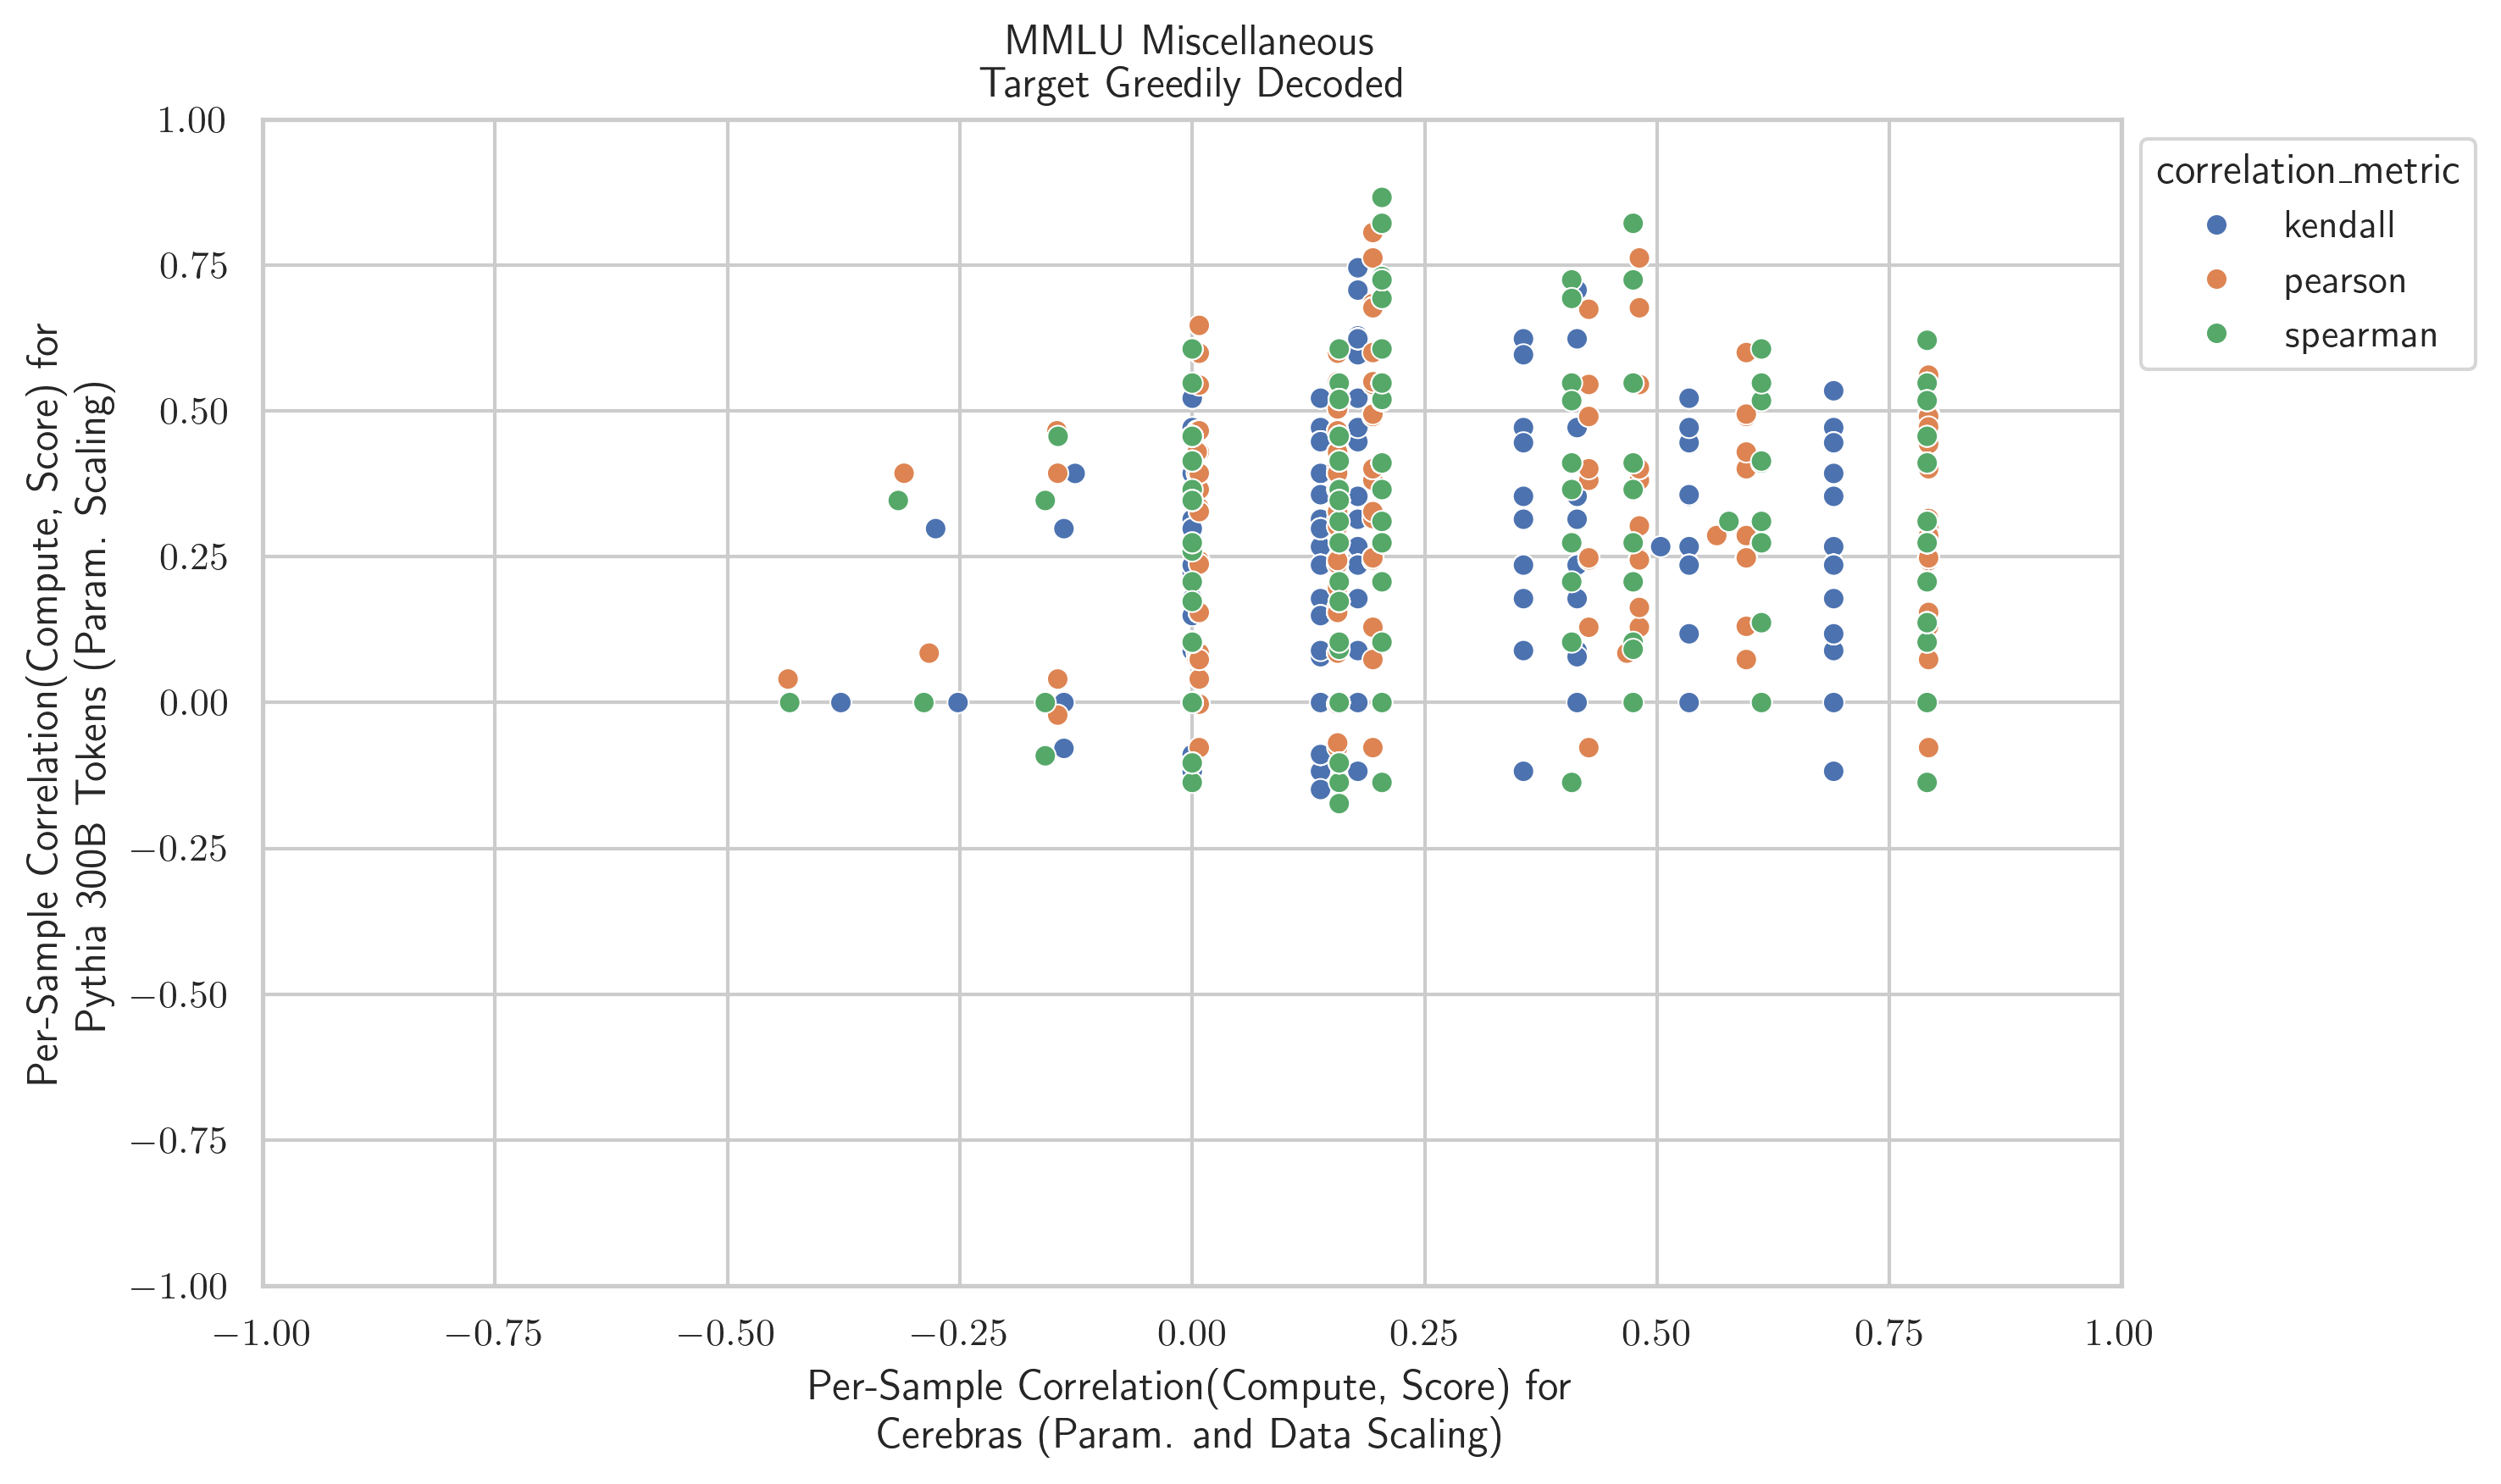 MMLU Miscellaneous
Target Greedily Decoded
Per-Sample Correlation(Compute, Score) for
Pythia 300B Tokens (Param. Scaling)
1.00
0.75
0.50
0.25
0.00
−0.25
−0.50
−0.75
−1.00
−1.00 −0.75 −0.50 −0.25 0.00 0.25 0.50 0.75 1.00
Per-Sample Correlation(Compute, Score) for
Cerebras (Param. and Data Scaling)
correlation_metric
kendall
pearson
spearman